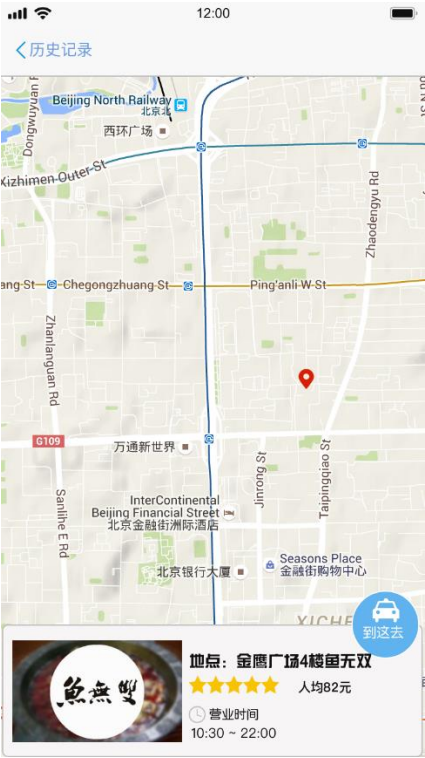 12:00
历史记录
Dongwuyuan R
Beijing North Railway
北京北
西环广场
Xizhimen Outer St
Zhaodengyu Rd
ang St
Chegongzhuang St
Ping'anli W St
Zhanlanguan Rd
G109
万通新世界
Jinrong St
Taipingqiao St
Sanlihe E Rd
InterContinental
Beijing Financial Street
北京金融街洲际酒店
北京银行大厦
Seasons Place
金融街购物中心
XICHE
到这去
魚無雙
地点：金鹰广场4楼鱼无双
人均82元
营业时间
10:30 ~ 22:00